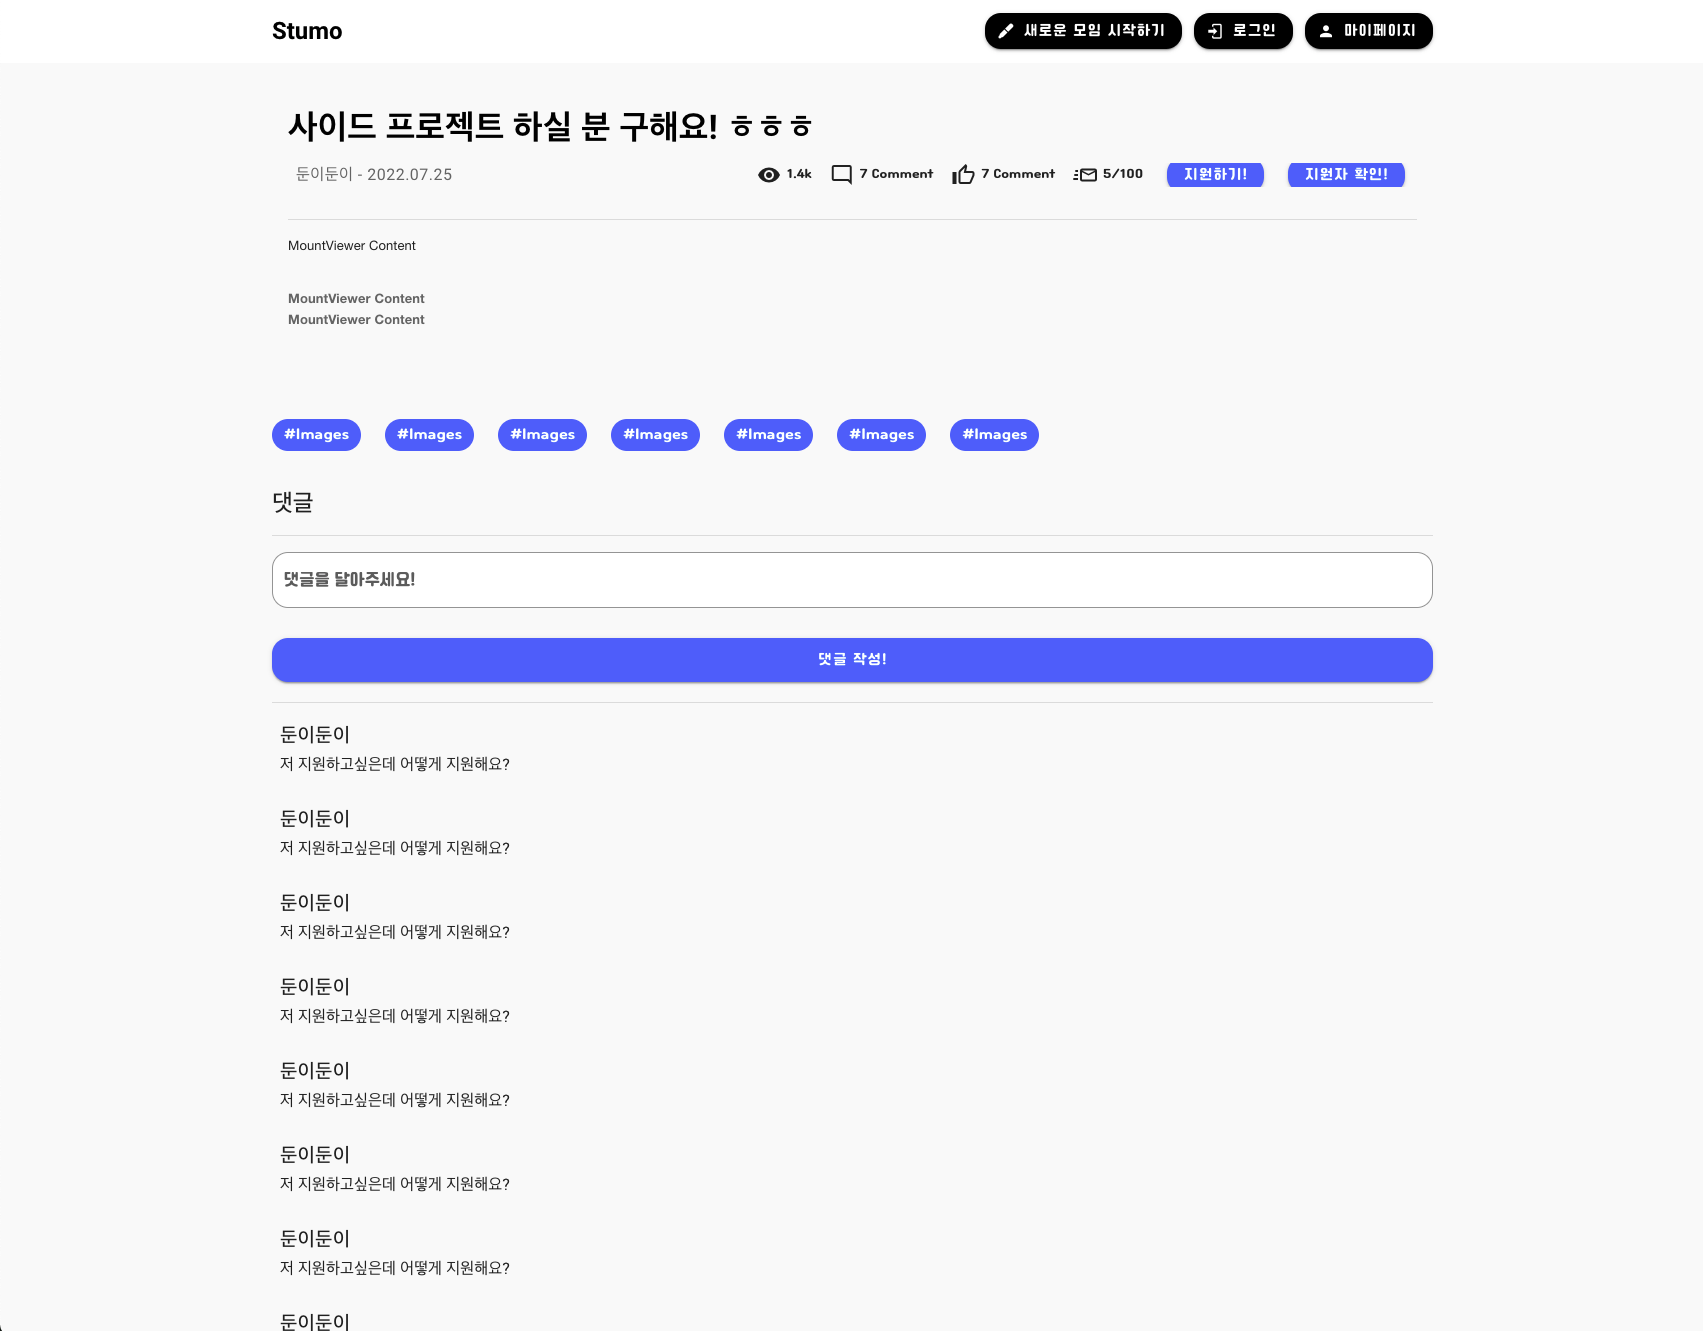 Stumo
새로운 모임 시작하기
로그인
마이페이지
사이드 프로젝트 하실 분 구해요! ㅎㅎㅎ
둔이둔이 - 2022.07.25
1.4k
7 Comment
7 Comment
5/100
지원하기!
지원자 확인!
MountViewer Content
MountViewer Content
MountViewer Content
#Images
#Images
#Images
#Images
#Images
#Images
#Images
댓글
댓글을 달아주세요!
댓글 작성!
둔이둔이
저 지원하고싶은데 어떻게 지원해요?
둔이둔이
저 지원하고싶은데 어떻게 지원해요?
둔이둔이
저 지원하고싶은데 어떻게 지원해요?
둔이둔이
저 지원하고싶은데 어떻게 지원해요?
둔이둔이
저 지원하고싶은데 어떻게 지원해요?
둔이둔이
저 지원하고싶은데 어떻게 지원해요?
둔이둔이
저 지원하고싶은데 어떻게 지원해요?
둔이둔이